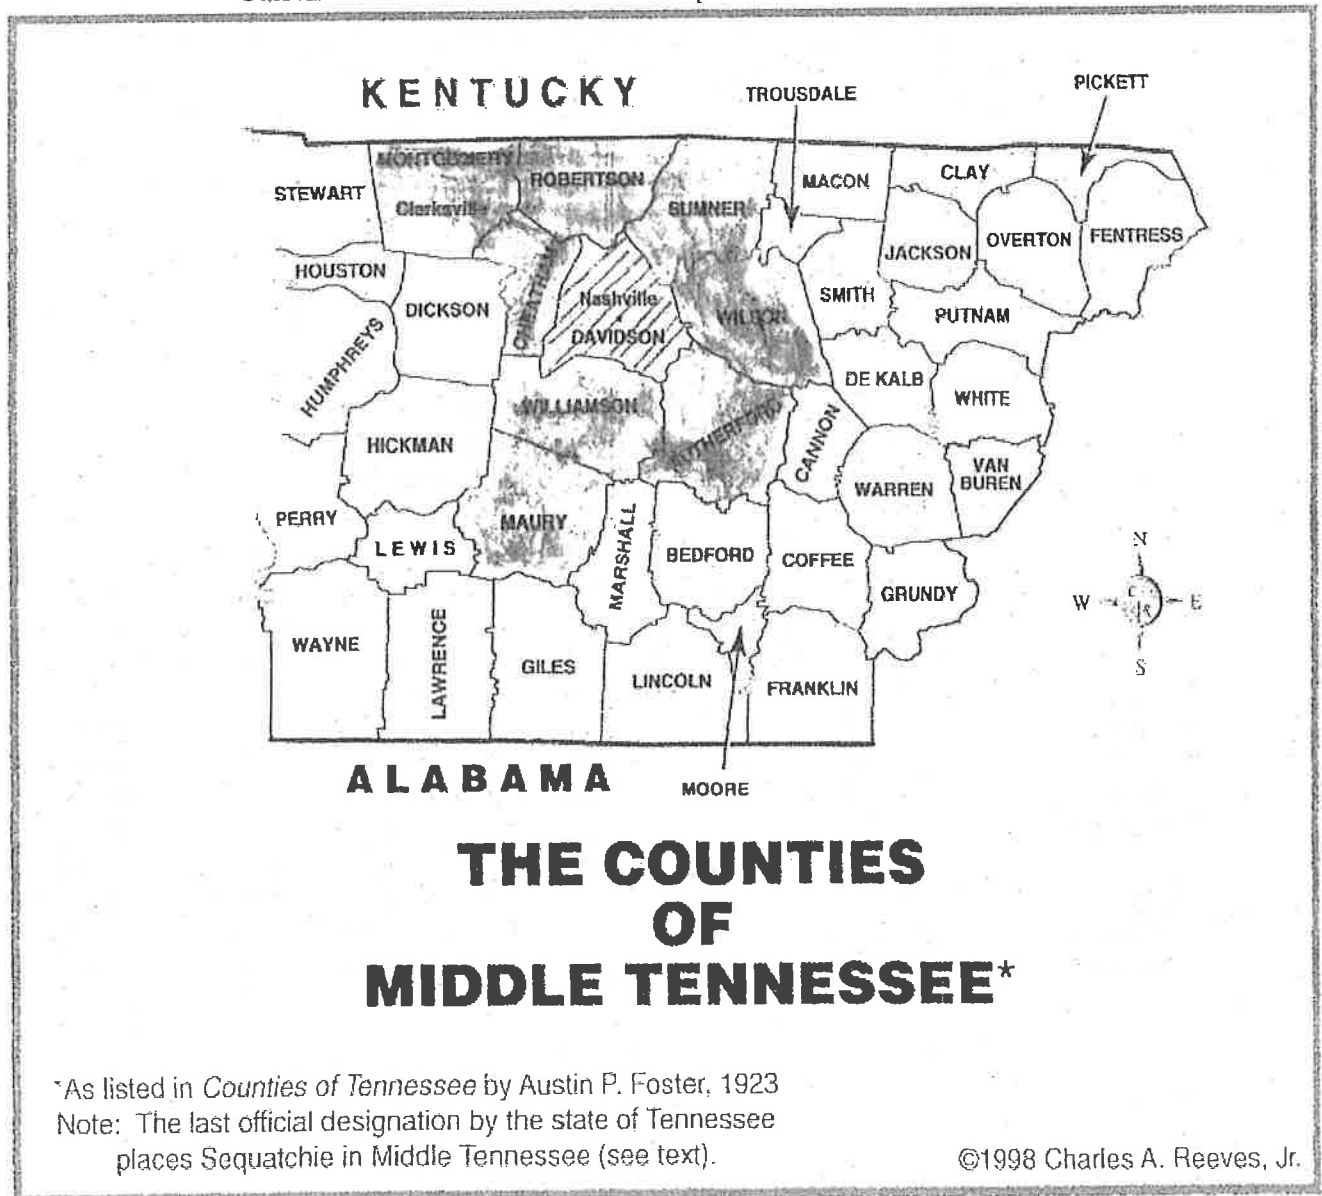 KENTUCKY
TROUSDALE
PICKETT
MONTGOMERY
ROBERTSON
STEWART
Clarksville
SUMNER
MACON
CLAY
JACKSON
OVERTON
FENTRESS
HOUSTON
DICKSON
CHEATHAM
Nashville
DAVIDSON
WILSON
SMITH
PUTNAM
HUMPHREYS
DE KALB
WHITE
WILLIAMSON
RUTHERFORD
CANNON
HICKMAN
WARREN
VAN
BUREN
PERRY
LEWIS
MAURY
MARSHALL
BEDFORD
COFFEE
GRUNDY
N
W
E
S
WAYNE
LAWRENCE
GILES
LINCOLN
FRANKLIN
ALABAMA
MOORE
THE COUNTIES
OF
MIDDLE TENNESSEE*
*As listed in Counties of Tennessee by Austin P. Foster, 1923
Note: The last official designation by the state of Tennessee
places Sequatchie in Middle Tennessee (see text).
©1998 Charles A. Reeves, Jr.